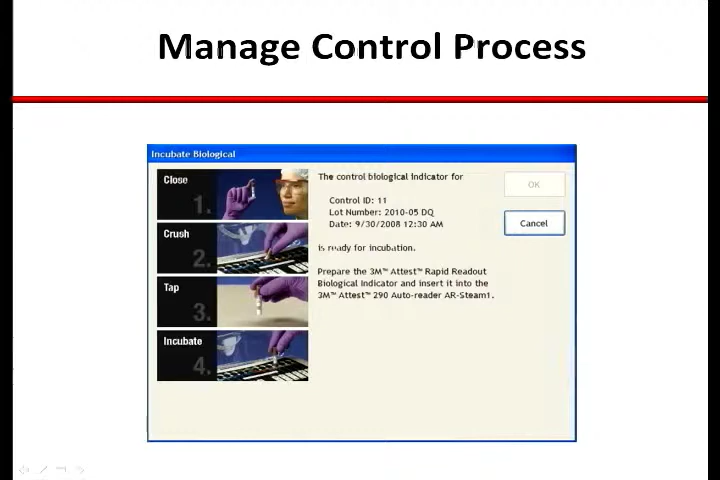 Manage Control Process
Incubate Biological
Close
1.
Crush
2.
Tap
3.
Incubate
4.
The control biological indicator for
Control ID: 11
Lot Number: 2010-05 DQ
Date: 9/30/2008 12:30 AM
is ready for incubation.
Prepare the 3M™ Attest™ Rapid Readout
Biological Indicator and insert it into the
3M™ Attest™ 290 Auto-reader AR-Steam1.
OK
Cancel